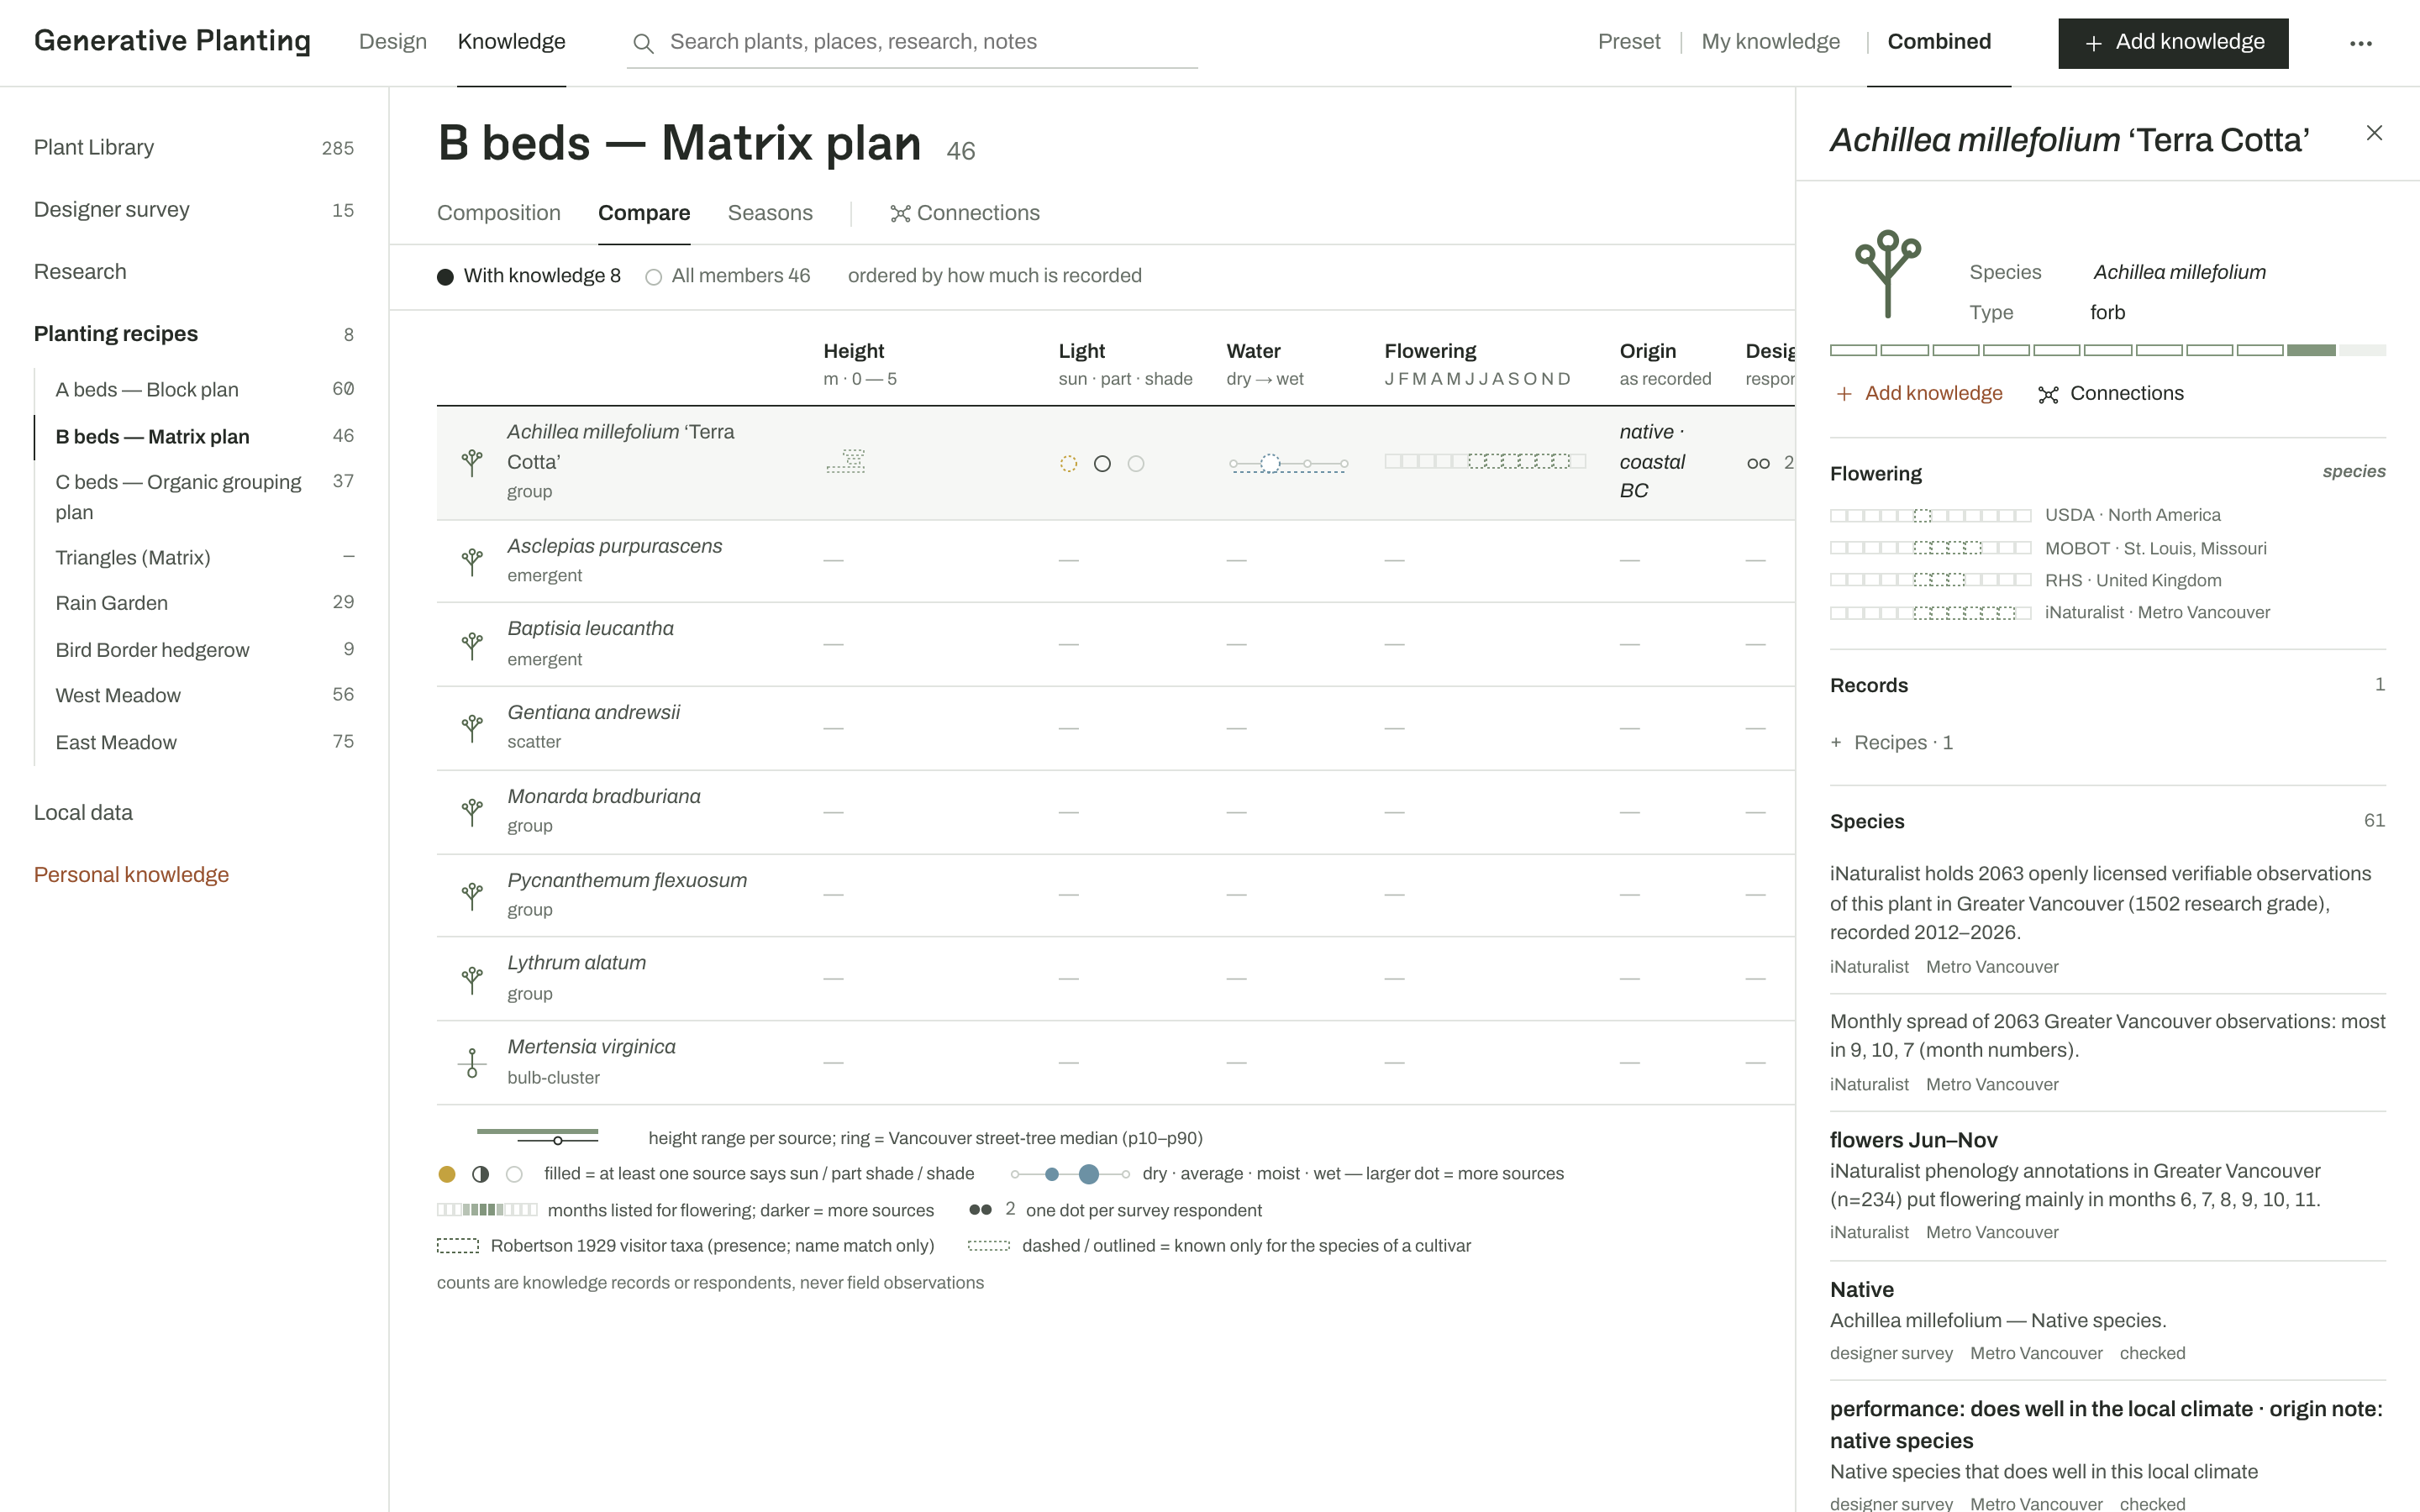 Generative Planting
Design
Knowledge
Search plants, places, research, notes
Preset
My knowledge
Combined
+ Add knowledge
Plant Library 285
Designer survey 15
Research
Planting recipes 8
A beds — Block plan 60
B beds — Matrix plan 46
C beds — Organic grouping 37
plan
Triangles (Matrix) –
Rain Garden 29
Bird Border hedgerow 9
West Meadow 56
East Meadow 75
Local data
Personal knowledge
B beds — Matrix plan 46
Composition
Compare
Seasons
Connections
With knowledge 8
All members 46
ordered by how much is recorded
Height Light Water Flowering Origin Desig
m · 0 — 5 sun · part · shade dry → wet J F M A M J J A S O N D as recorded respor
Achillea millefolium ‘Terra
Cotta’
group
native ·
coastal
BC
2
Asclepias purpurascens
emergent
— — — — — —
Baptisia leucantha
emergent
— — — — — —
Gentiana andrewsii
scatter
— — — — — —
Monarda bradburiana
group
— — — — — —
Pycnanthemum flexuosum
group
— — — — — —
Lythrum alatum
group
— — — — — —
Mertensia virginica
bulb-cluster
— — — — — —
height range per source; ring = Vancouver street-tree median (p10–p90)
filled = at least one source says sun / part shade / shade
dry · average · moist · wet — larger dot = more sources
months listed for flowering; darker = more sources
2 one dot per survey respondent
Robertson 1929 visitor taxa (presence; name match only)
dashed / outlined = known only for the species of a cultivar
counts are knowledge records or respondents, never field observations
Achillea millefolium ‘Terra Cotta’
Species Achillea millefolium
Type forb
+ Add knowledge
Connections
Flowering species
USDA · North America
MOBOT · St. Louis, Missouri
RHS · United Kingdom
iNaturalist · Metro Vancouver
Records 1
+ Recipes · 1
Species 61
iNaturalist holds 2063 openly licensed verifiable observations
of this plant in Greater Vancouver (1502 research grade),
recorded 2012–2026.
iNaturalist Metro Vancouver
Monthly spread of 2063 Greater Vancouver observations: most
in 9, 10, 7 (month numbers).
iNaturalist Metro Vancouver
flowers Jun–Nov
iNaturalist phenology annotations in Greater Vancouver
(n=234) put flowering mainly in months 6, 7, 8, 9, 10, 11.
iNaturalist Metro Vancouver
Native
Achillea millefolium — Native species.
designer survey Metro Vancouver checked
performance: does well in the local climate · origin note:
native species
Native species that does well in this local climate
designer survey Metro Vancouver checked